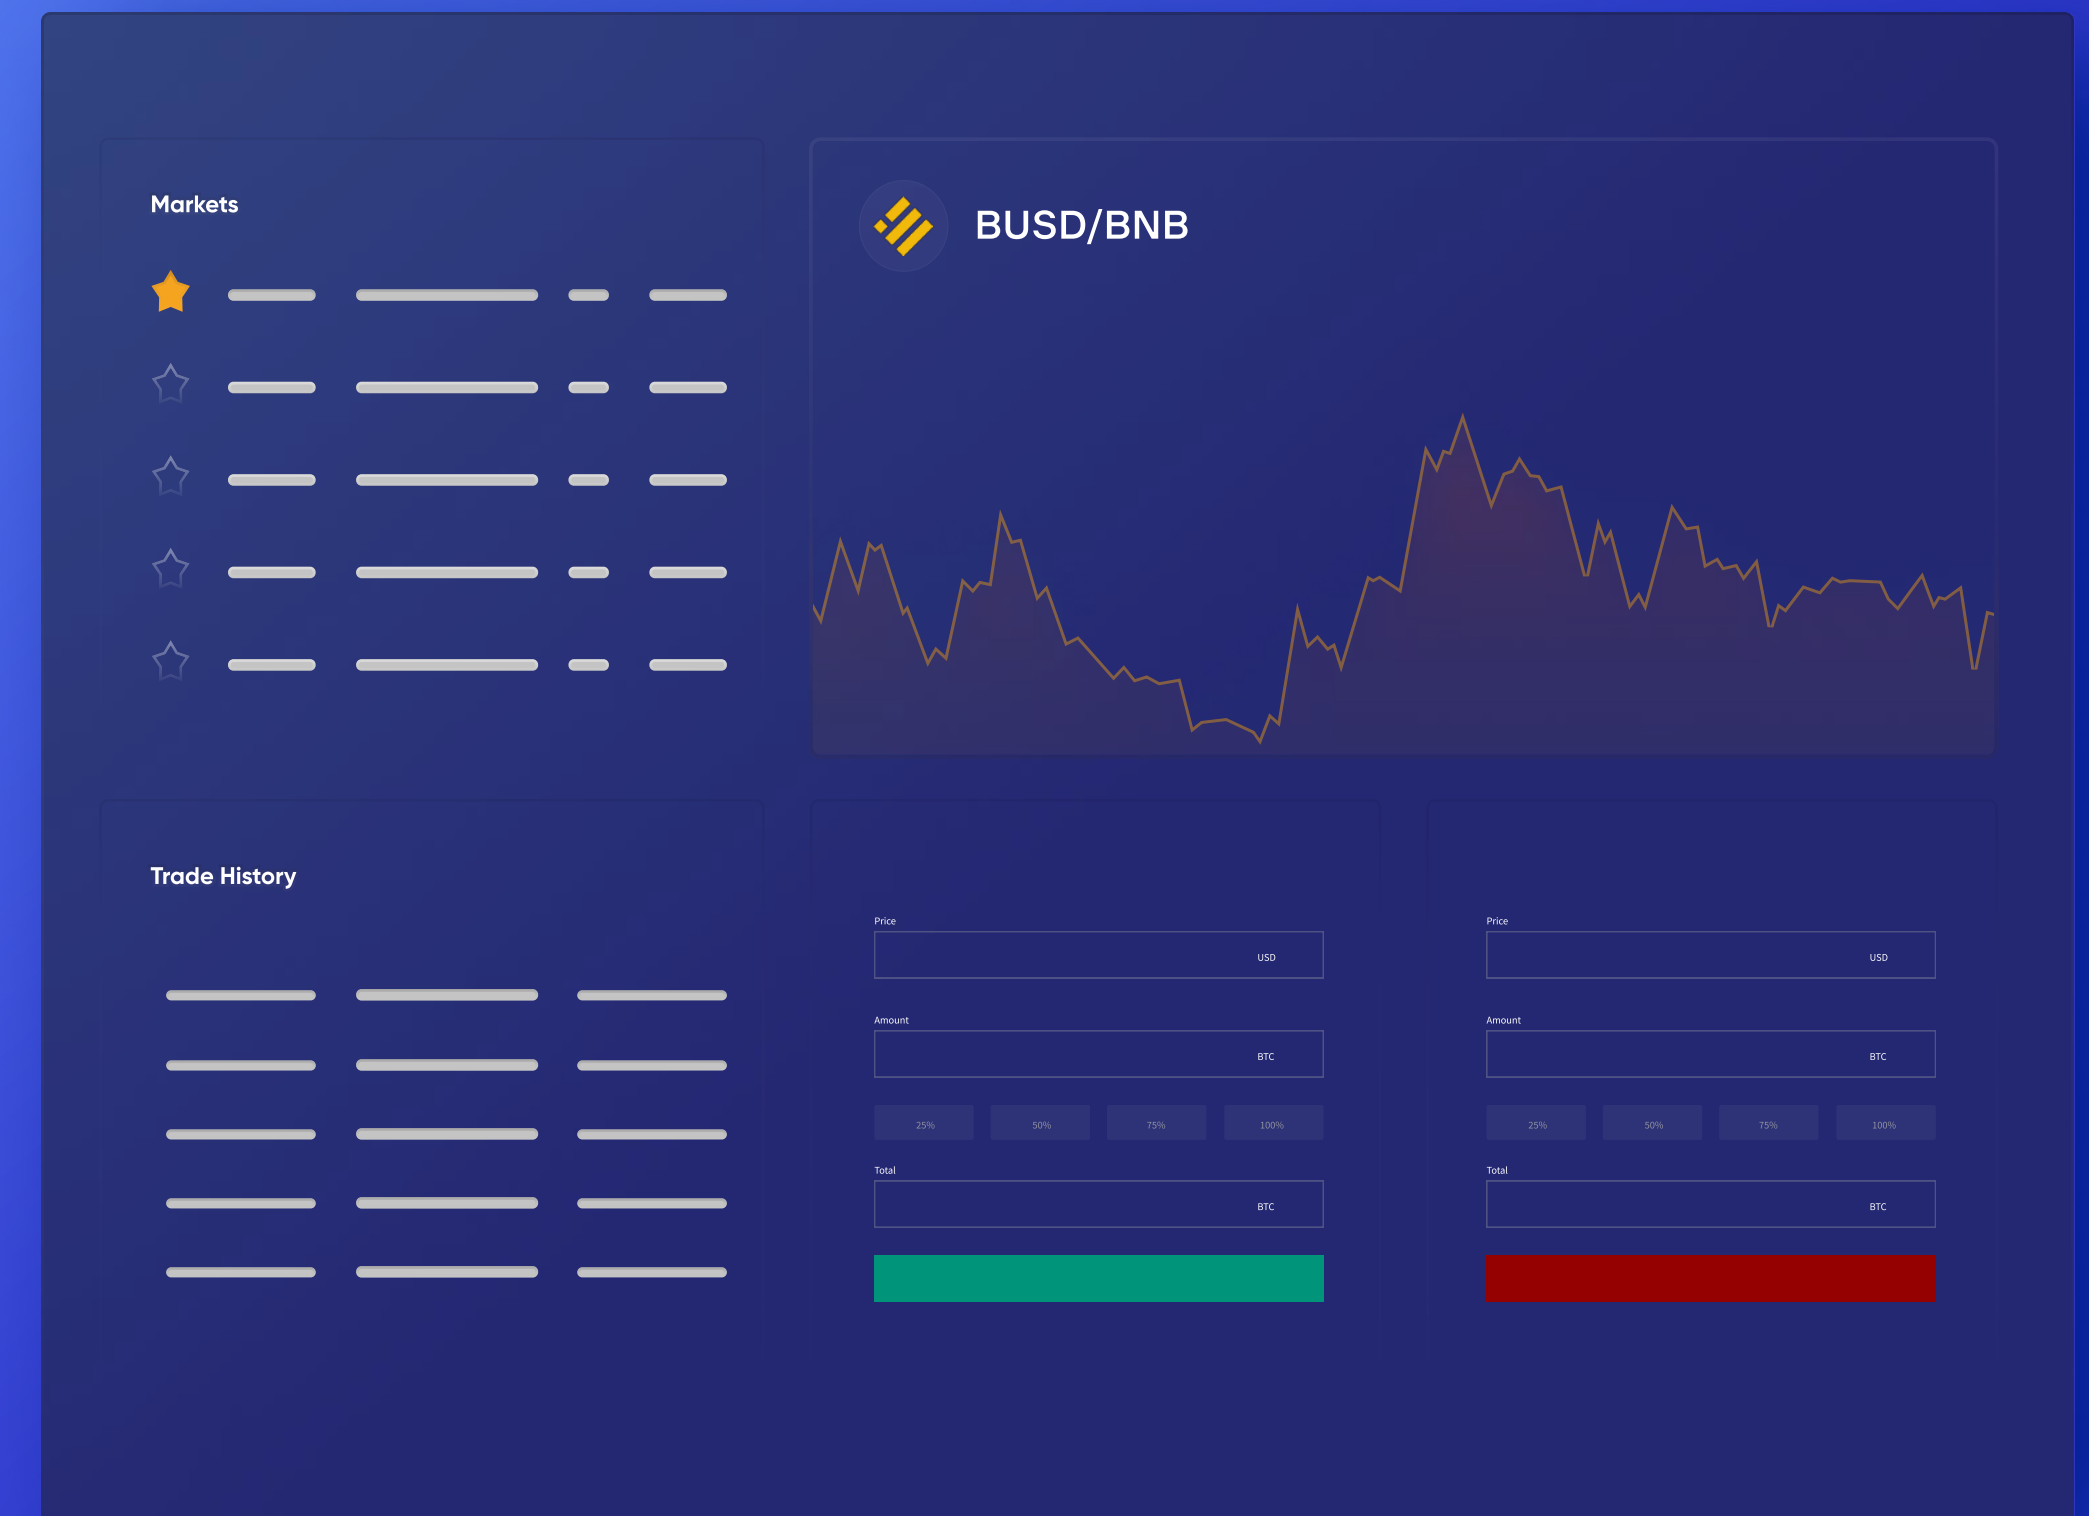 Markets
BUSD/BNB
Trade History
Price
USD
Amount
BTC
25% 50% 75% 100%
Total
BTC
Price
USD
Amount
BTC
25% 50% 75% 100%
Total
BTC